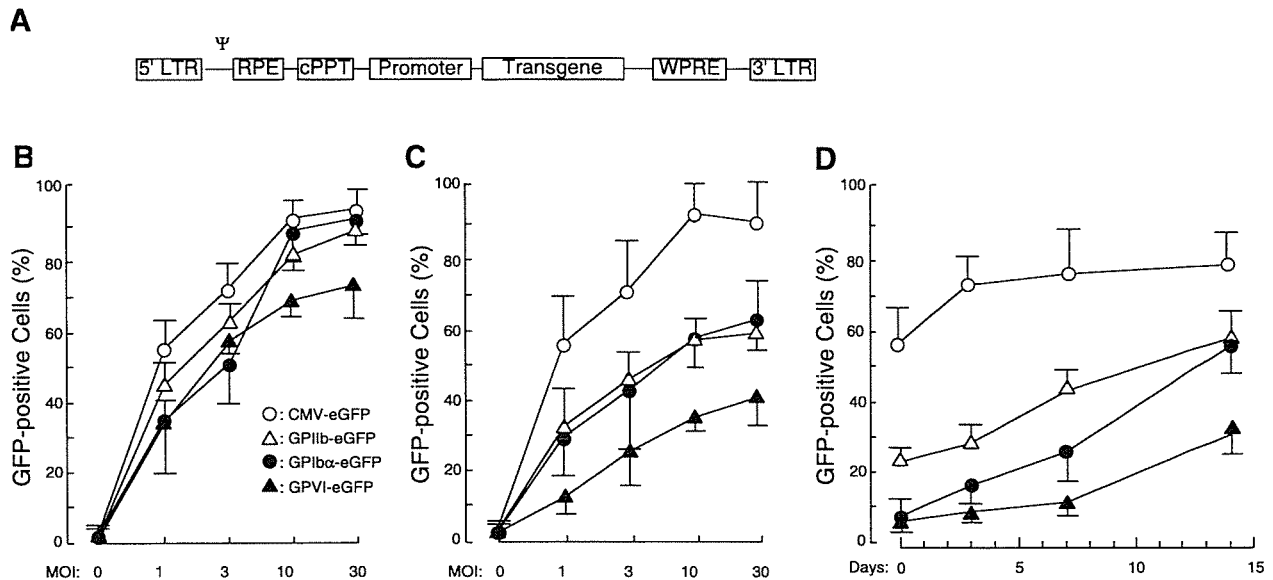 A
Ψ
5' LTR RPE cPPT Promoter Transgene WPRE 3' LTR
B
GFP-positive Cells (%)
100
80
60
40
20
0
MOI: 0 1 3 10 30
: CMV-eGFP
: GPIIb-eGFP
: GPIbα-eGFP
: GPVI-eGFP
C
GFP-positive Cells (%)
100
80
60
40
20
0
MOI: 0 1 3 10 30
D
GFP-positive Cells (%)
100
80
60
40
20
0
Days: 0 5 10 15